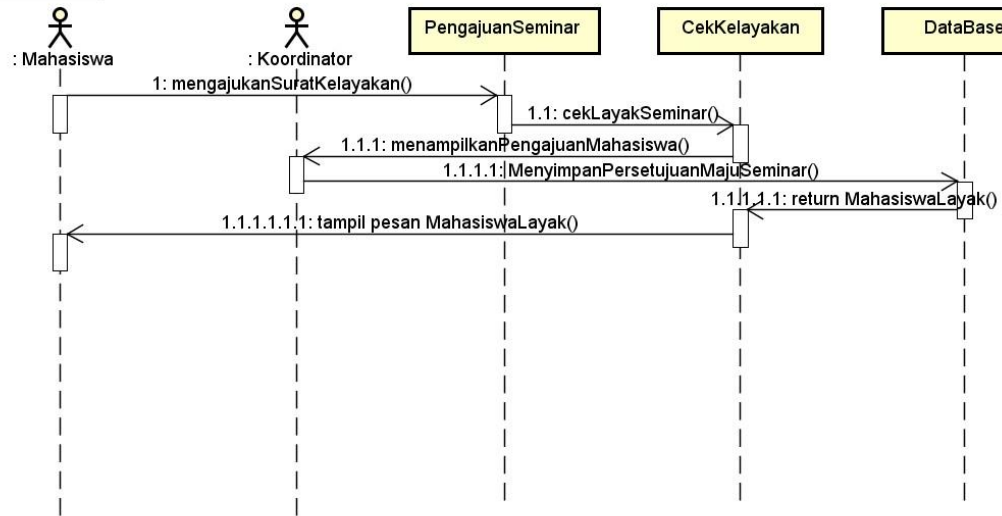 : Mahasiswa
: Koordinator
PengajuanSeminar
CekKelayakan
DataBase
1: mengajukanSuratKelayakan()
1.1: cekLayakSeminar()
1.1.1: menampilkanPengajuanMahasiswa()
1.1.1.1: MenyimpanPersetujuanMajuSeminar()
1.1.1.1.1: return MahasiswaLayak()
1.1.1.1.1.1: tampil pesan MahasiswaLayak()